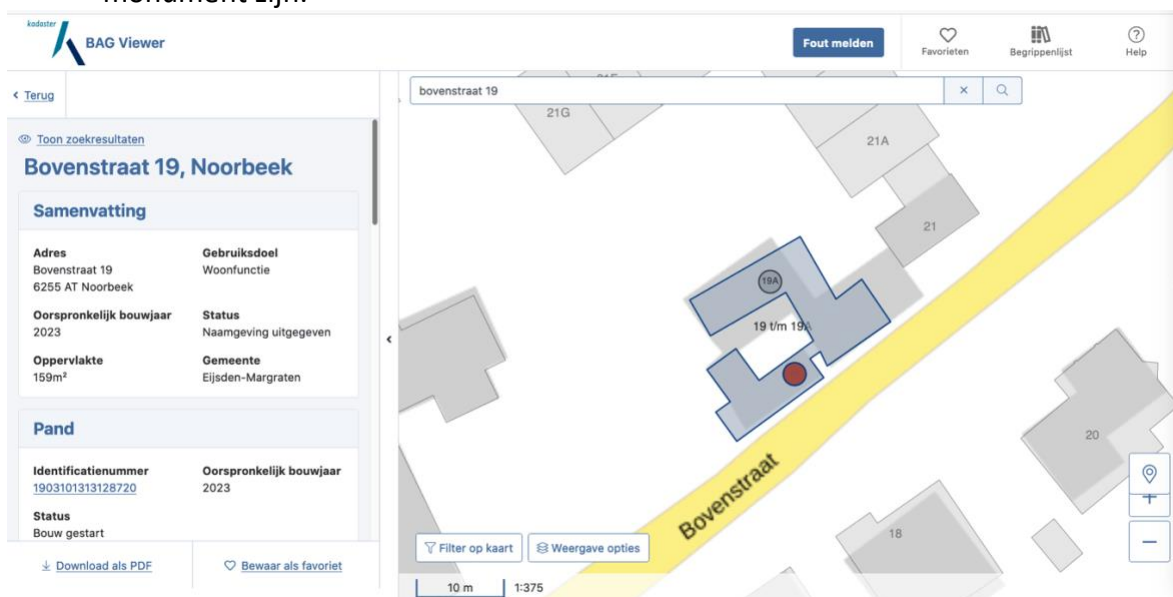 monument zijn.
kadaster
BAG Viewer
Fout melden
Favorieten
Begrippenlijst
Help
Terug
bovenstraat 19
Toon zoekresultaten
Bovenstraat 19, Noorbeek
Samenvatting
Adres
Gebruiksdoel
Bovenstraat 19
Woonfunctie
6255 AT Noorbeek
Oorspronkelijk bouwjaar
Status
2023
Naamgeving uitgegeven
Oppervlakte
Gemeente
159m²
Eijsden-Margraten
Pand
Identificatienummer
Oorspronkelijk bouwjaar
1903101313128720
2023
Status
Bouw gestart
Download als PDF
Bewaar als favoriet
21G
21A
21
19A
19 t/m 19A
20
Bovenstraat
18
Filter op kaart
Weergave opties
10 m
1:375